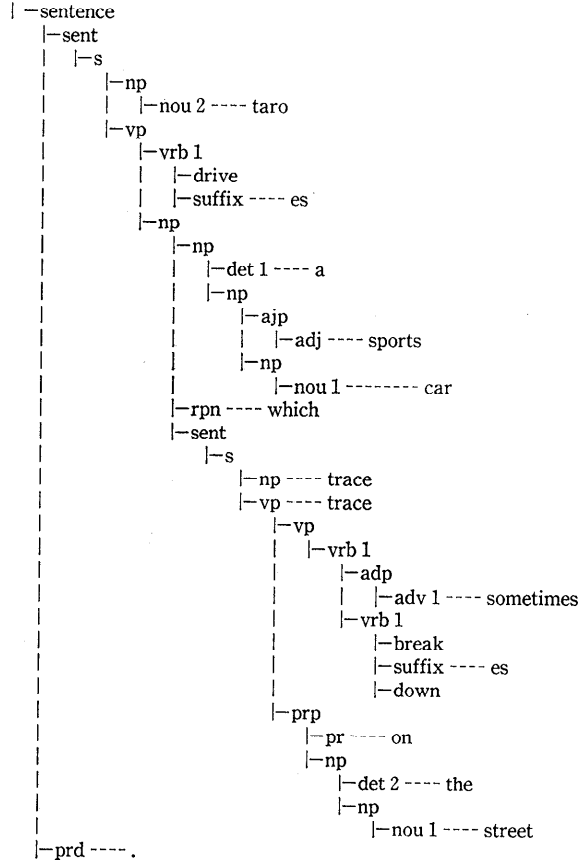 |—sentence
|—sent
|—s
|—np
|—nou 2 ---- taro
|—vp
|—vrb 1
|—drive
|—suffix ---- es
|—np
|—np
|—det 1 ---- a
|—np
|—ajp
|—adj ---- sports
|—np
|—nou 1 -------- car
|—rpn ---- which
|—sent
|—s
|—np ---- trace
|—vp ---- trace
|—vp
|—vrb 1
|—adp
|—adv 1 ---- sometimes
|—vrb 1
|—break
|—suffix ---- es
|—down
|—prp
|—pr ---- on
|—np
|—det 2 ---- the
|—np
|—nou 1 ---- street
|—prd ---- .